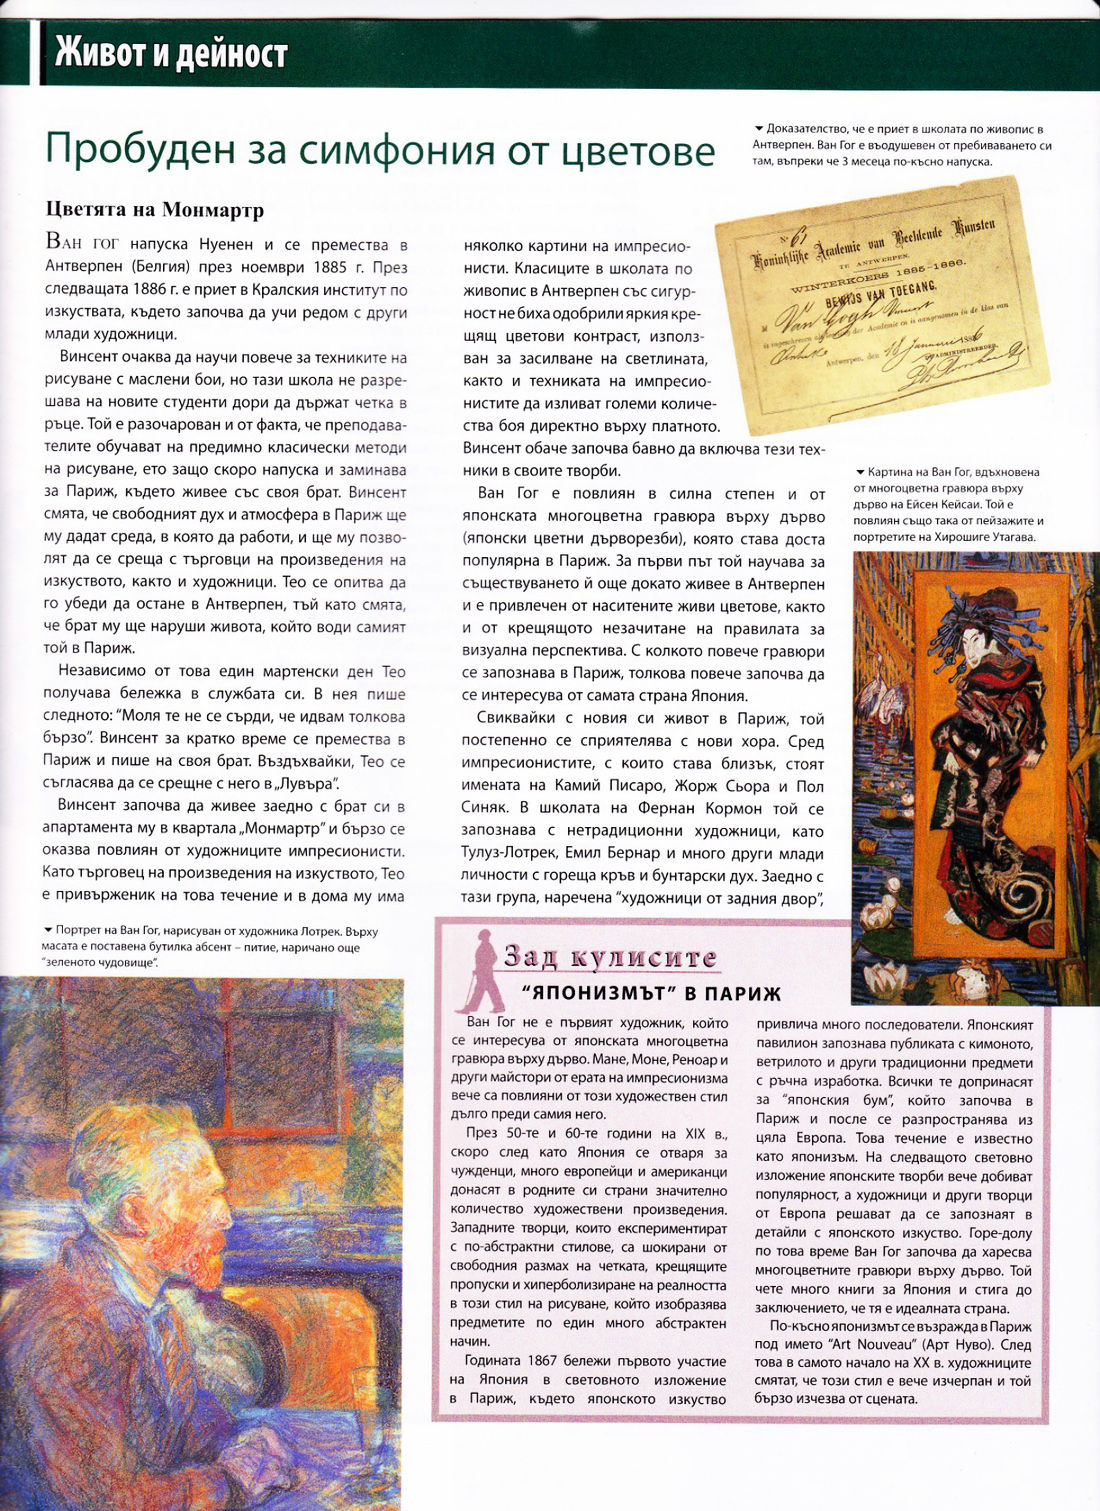 Живот и дейност
Пробуден за симфония от цветове
Цветята на Монмартр
Ван гог напуска Нуенен и се премества в
Антверпен (Белгия) през ноември 1885 г. През
следващата 1886 г. е приет в Кралския институт по
изкуствата, където започва да учи редом с други
млади художници.
Винсент очаква да научи повече за техниките на
рисуване с маслени бои, но тази школа не разре-
шава на новите студенти дори да държат четка в
ръце. Той е разочарован и от факта, че преподава-
телите обучават на предимно класически методи
на рисуване, ето защо скоро напуска и заминава
за Париж, където живее със своя брат. Винсент
смята, че свободният дух и атмосфера в Париж ще
му дадат среда, в която да работи, и ще му позво-
лят да се среща с търговци на произведения на
изкуството, както и художници. Тео се опитва да
го убеди да остане в Антверпен, тъй като смята,
че брат му ще наруши живота, който води самият
той в Париж.
Независимо от това един мартенски ден Тео
получава бележка в службата си. В нея пише
следното: “Моля те не се сърди, че идвам толкова
бързо”. Винсент за кратко време се премества в
Париж и пише на своя брат. Въздъхвайки, Тео се
съгласява да се срещне с него в „Лувъра”.
Винсент започва да живее заедно с брат си в
апартамента му в квартала „Монмартр” и бързо се
оказва повлиян от художниците импресионисти.
Като търговец на произведения на изкуството, Тео
е привърженик на това течение и в дома му има
няколко картини на импресио-
нисти. Класиците в школата по
живопис в Антверпен със сигур-
ност не биха одобрили яркия кре-
щящ цветови контраст, използ-
ван за засилване на светлината,
както и техниката на импресио-
нистите да изливат големи количе-
ства боя директно върху платното.
Винсент обаче започва бавно да включва тези тех-
ники в своите творби.
Ван Гог е повлиян в силна степен и от
японската многоцветна гравюра върху дърво
(японски цветни дърворезби), която става доста
популярна в Париж. За първи път той научава за
съществуването й още докато живее в Антверпен
и е привлечен от наситените живи цветове, както
и от крещящото незачитане на правилата за
визуална перспектива. С колкото повече гравюри
се запознава в Париж, толкова повече започва да
се интересува от самата страна Япония.
Свиквайки с новия си живот в Париж, той
постепенно се сприятелява с нови хора. Сред
импресионистите, с които става близък, стоят
имената на Камий Писаро, Жорж Сьора и Пол
Синяк. В школата на Фернан Кормон той се
запознава с нетрадиционни художници, като
Тулуз-Лотрек, Емил Бернар и много други млади
личности с гореща кръв и бунтарски дух. Заедно с
тази група, наречена “художници от задния двор”,
Доказателство, че е приет в школата по живопис в
Антверпен. Ван Гог е въодушевен от пребиваването си
там, въпреки че 3 месеца по-късно напуска.
N° 61
Koninklijke Academie van Beeldende Kunsten
TE ANTWERPEN.
WINTERKOERS 1885-1886.
BEWIJS VAN TOEGANG.
M Van Gogh Vincent
is ingeschreven als leerling der Academie en is aangenomen in de klas van
Antwerpen, den 18 Januari 1886
Картина на Ван Гог, вдъхновена
от многоцветна гравюра върху
дърво на Ейсен Кейсаи. Той е
повлиян също така от пейзажите и
портретите на Хирошиге Утагава.
Портрет на Ван Гог, нарисуван от художника Лотрек. Върху
масата е поставена бутилка абсент – питие, наричано още
“зеленото чудовище”.
Зад кулисите
“ЯПОНИЗМЪТ” В ПАРИЖ
Ван Гог не е първият художник, който
се интересува от японската многоцветна
гравюра върху дърво. Мане, Моне, Реноар и
други майстори от ерата на импресионизма
вече са повлияни от този художествен стил
дълго преди самия него.
През 50-те и 60-те години на XIX в.,
скоро след като Япония се отваря за
чужденци, много европейци и американци
донасят в родните си страни значително
количество художествени произведения.
Западните творци, които експериментират
с по-абстрактни стилове, са шокирани от
свободния размах на четката, крещящите
пропуски и хиперболизиране на реалността
в този стил на рисуване, който изобразява
предметите по един много абстрактен
начин.
Годината 1867 бележи първото участие
на Япония в световното изложение
в Париж, където японското изкуство
привлича много последователи. Японският
павилион запознава публиката с кимоното,
ветрилото и други традиционни предмети
с ръчна изработка. Всички те допринасят
за “японския бум”, който започва в
Париж и после се разпространява из
цяла Европа. Това течение е известно
като японизъм. На следващото световно
изложение японските творби вече добиват
популярност, а художници и други творци
от Европа решават да се запознаят в
детайли с японското изкуство. Горе-долу
по това време Ван Гог започва да харесва
многоцветните гравюри върху дърво. Той
чете много книги за Япония и стига до
заключението, че тя е идеалната страна.
По-късно японизмът се възражда в Париж
под името “Art Nouveau” (Арт Нуво). След
това в самото начало на XX в. художниците
смятат, че този стил е вече изчерпан и той
бързо изчезва от сцената.